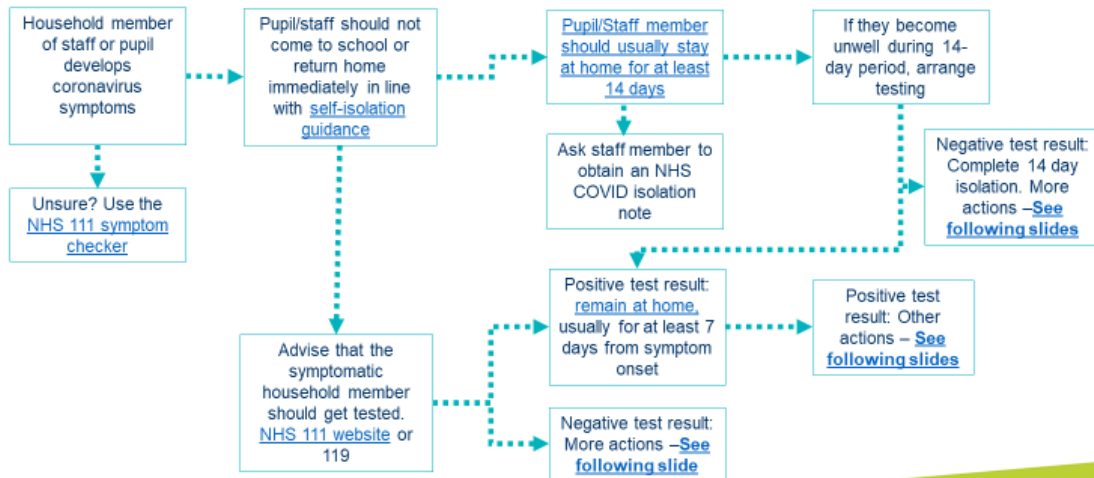 Household member
of staff or pupil
develops
coronavirus
symptoms
Pupil/staff should not
come to school or
return home
immediately in line
with self-isolation
guidance
Pupil/Staff member
should usually stay
at home for at least
14 days
If they become
unwell during 14-
day period, arrange
testing
Unsure? Use the
NHS 111 symptom
checker
Ask staff member to
obtain an NHS
COVID isolation
note
Negative test result:
Complete 14 day
isolation. More
actions –See
following slides
Positive test result:
remain at home,
usually for at least 7
days from symptom
onset
Positive test
result: Other
actions – See
following slides
Advise that the
symptomatic
household member
should get tested.
NHS 111 website or
119
Negative test result:
More actions –See
following slide